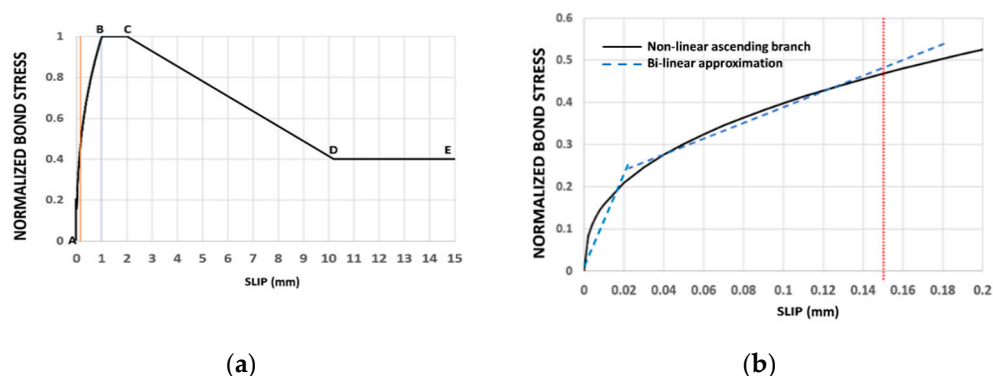 NORMALIZED BOND STRESS
1
0.8
0.6
0.4
0.2
0
A
B
C
D
E
0 1 2 3 4 5 6 7 8 9 10 11 12 13 14 15
SLIP (mm)
(a)
NORMALIZED BOND STRESS
0.6
0.5
0.4
0.3
0.2
0.1
0
Non-linear ascending branch
Bi-linear approximation
0 0.02 0.04 0.06 0.08 0.1 0.12 0.14 0.16 0.18 0.2
SLIP (mm)
(b)